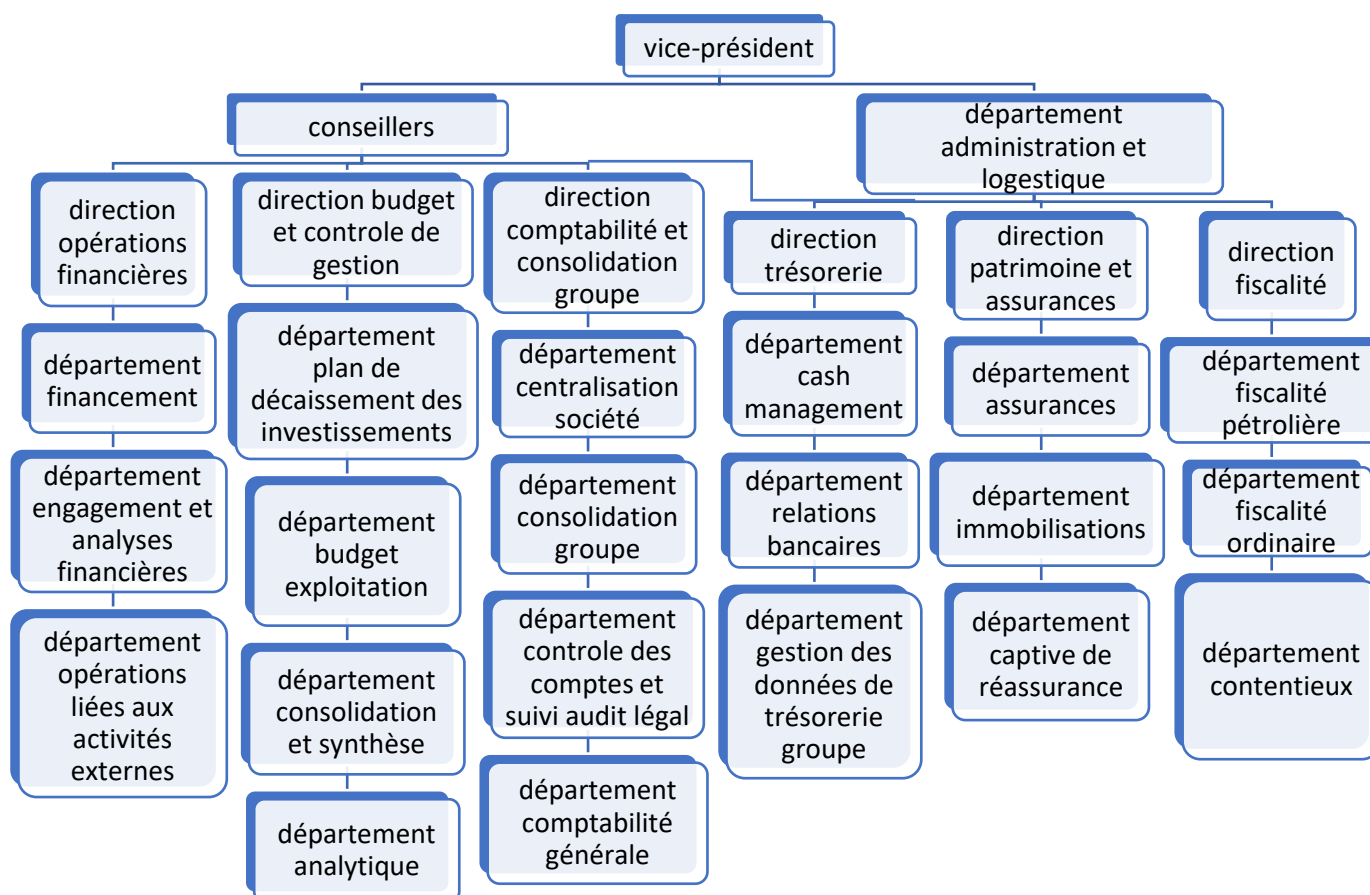 vice-président
conseillers
département
administration et
logestique
direction
opérations
financières
direction budget
et controle de
gestion
direction
comptabilité et
consolidation
groupe
direction
trésorerie
direction
patrimoine et
assurances
direction
fiscalité
département
financement
département
engagement et
analyses
financières
département
opérations
liées aux
activités
externes
département
plan de
décaissement des
investissements
département
budget
exploitation
département
consolidation
et synthèse
département
analytique
département
centralisation
société
département
consolidation
groupe
département
controle des
comptes et
suivi audit légal
département
comptabilité
générale
département
cash
management
département
relations
bancaires
département
gestion des
données de
trésorerie
groupe
département
assurances
département
immobilisations
département
captive de
réassurance
département
fiscalité
pétrolière
département
fiscalité
ordinaire
département
contentieux